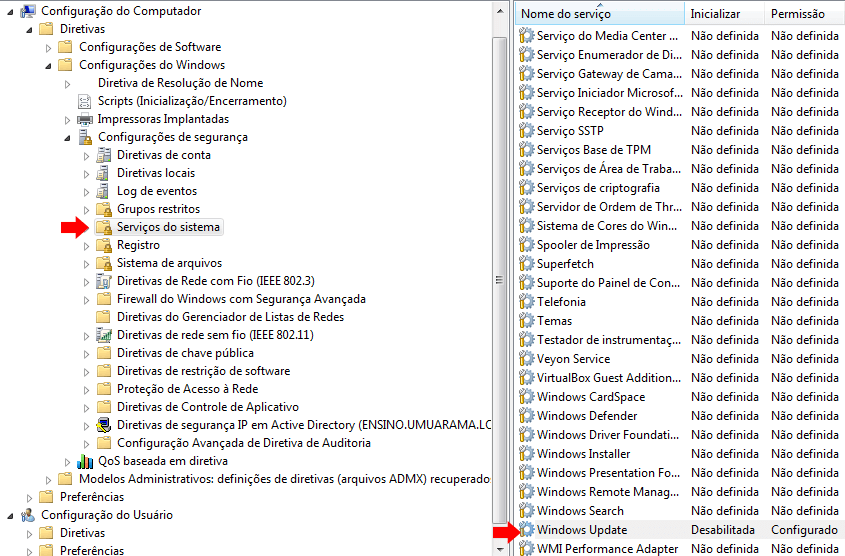 Configuração do Computador
Diretivas
Configurações de Software
Configurações do Windows
Diretiva de Resolução de Nome
Scripts (Inicialização/Encerramento)
Impressoras Implantadas
Configurações de segurança
Diretivas de conta
Diretivas locais
Log de eventos
Grupos restritos
Serviços do sistema
Registro
Sistema de arquivos
Diretivas de Rede com Fio (IEEE 802.3)
Firewall do Windows com Segurança Avançada
Diretivas do Gerenciador de Listas de Redes
Diretivas de rede sem fio (IEEE 802.11)
Diretivas de chave pública
Diretivas de restrição de software
Proteção de Acesso à Rede
Diretivas de Controle de Aplicativo
Diretivas de segurança IP em Active Directory (ENSINO.UMUARAMA.LC
Configuração Avançada de Diretiva de Auditoria
QoS baseada em diretiva
Modelos Administrativos: definições de diretivas (arquivos ADMX) recuperados
Preferências
Configuração do Usuário
Diretivas
Preferências
Nome do serviço Inicializar Permissão
Serviço do Media Center ... Não definida Não definida
Serviço Enumerador de Di... Não definida Não definida
Serviço Gateway de Cama... Não definida Não definida
Serviço Iniciador Microsof... Não definida Não definida
Serviço Receptor do Wind... Não definida Não definida
Serviço SSTP Não definida Não definida
Serviços Base de TPM Não definida Não definida
Serviços de Área de Traba... Não definida Não definida
Serviços de criptografia Não definida Não definida
Servidor de Ordem de Thr... Não definida Não definida
Sistema de Cores do Win... Não definida Não definida
Spooler de Impressão Não definida Não definida
Superfetch Não definida Não definida
Suporte do Painel de Con... Não definida Não definida
Telefonia Não definida Não definida
Temas Não definida Não definida
Testador de instrumentaç... Não definida Não definida
Veyon Service Não definida Não definida
VirtualBox Guest Addition... Não definida Não definida
Windows CardSpace Não definida Não definida
Windows Defender Não definida Não definida
Windows Driver Foundati... Não definida Não definida
Windows Installer Não definida Não definida
Windows Presentation Fo... Não definida Não definida
Windows Remote Manag... Não definida Não definida
Windows Search Não definida Não definida
Windows Update Desabilitada Configurado
WMI Performance Adapter Não definida Não definida